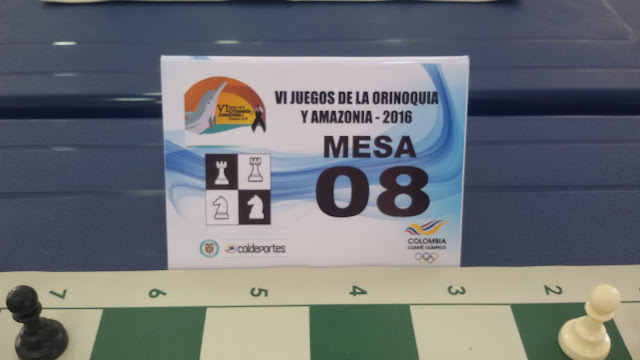 VI JUEGOS DE LA ORINOQUIA
Y AMAZONIA - 2016
MESA
08
VI
coldeportes
COLOMBIA
COMITÉ OLÍMPICO
7 6 5 4 3 2